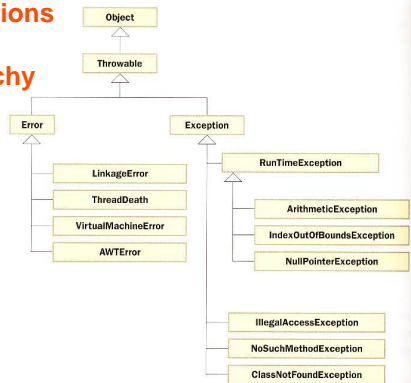 ions
Object
Throwable
chy
Error
Exception
LinkageError
ThreadDeath
VirtualMachineError
AWTError
RunTimeException
ArithmeticException
IndexOutOfBoundsException
NullPointerException
IllegalAccessException
NoSuchMethodException
ClassNotFoundException